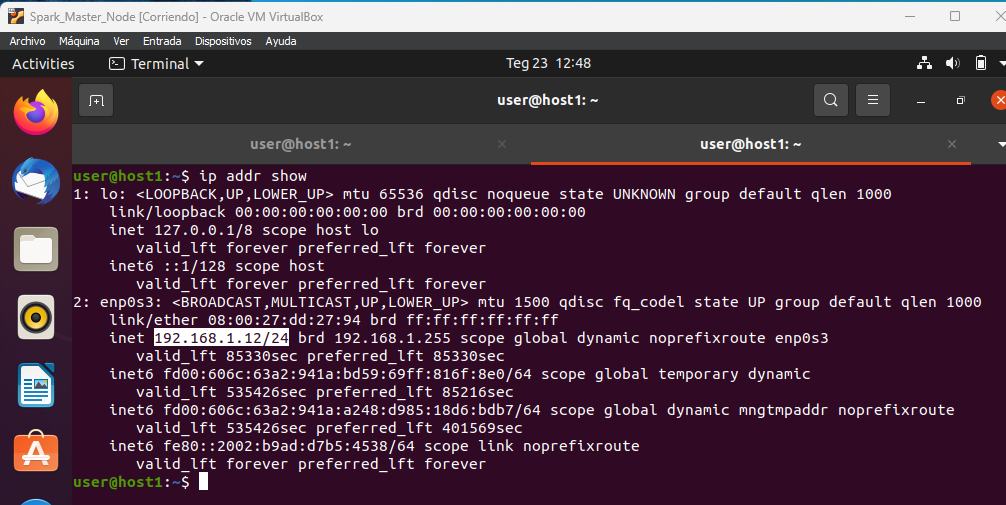 Spark_Master_Node [Corriendo] - Oracle VM VirtualBox
Archivo Máquina Ver Entrada Dispositivos Ayuda
Activities Terminal Teg 23 12:48
user@host1: ~
user@host1: ~ user@host1: ~
user@host1:~$ ip addr show
1: lo: <LOOPBACK,UP,LOWER_UP> mtu 65536 qdisc noqueue state UNKNOWN group default qlen 1000
link/loopback 00:00:00:00:00:00 brd 00:00:00:00:00:00
inet 127.0.0.1/8 scope host lo
valid_lft forever preferred_lft forever
inet6 ::1/128 scope host
valid_lft forever preferred_lft forever
2: enp0s3: <BROADCAST,MULTICAST,UP,LOWER_UP> mtu 1500 qdisc fq_codel state UP group default qlen 1000
link/ether 08:00:27:dd:27:94 brd ff:ff:ff:ff:ff:ff
inet 192.168.1.12/24 brd 192.168.1.255 scope global dynamic noprefixroute enp0s3
valid_lft 85330sec preferred_lft 85330sec
inet6 fd00:606c:63a2:941a:bd59:69ff:816f:8e0/64 scope global temporary dynamic
valid_lft 535426sec preferred_lft 85216sec
inet6 fd00:606c:63a2:941a:a248:d985:18d6:bdb7/64 scope global dynamic mngtmpaddr noprefixroute
valid_lft 535426sec preferred_lft 401569sec
inet6 fe80::2002:b9ad:d7b5:4538/64 scope link noprefixroute
valid_lft forever preferred_lft forever
user@host1:~$